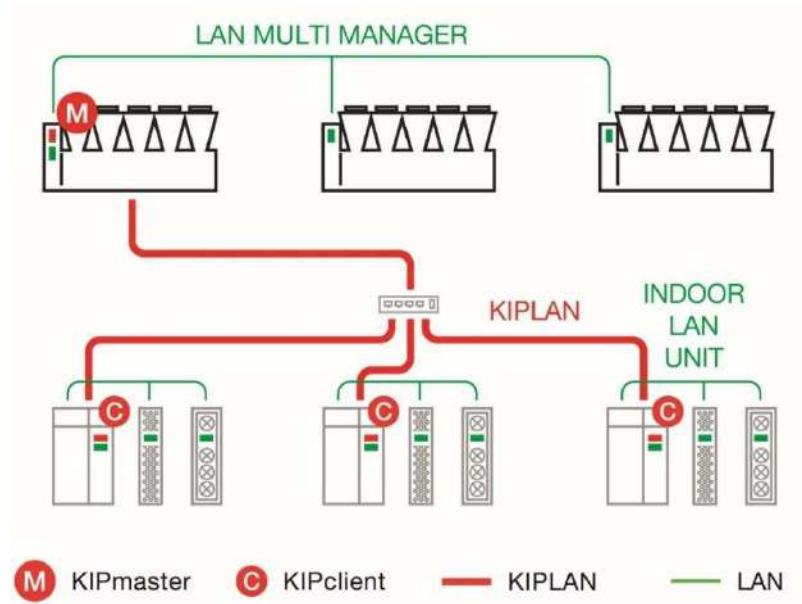 LAN MULTI MANAGER
M
KIPLAN
INDOOR
LAN
UNIT
C
C
C
M KIPmaster C KIPclient KIPLAN LAN